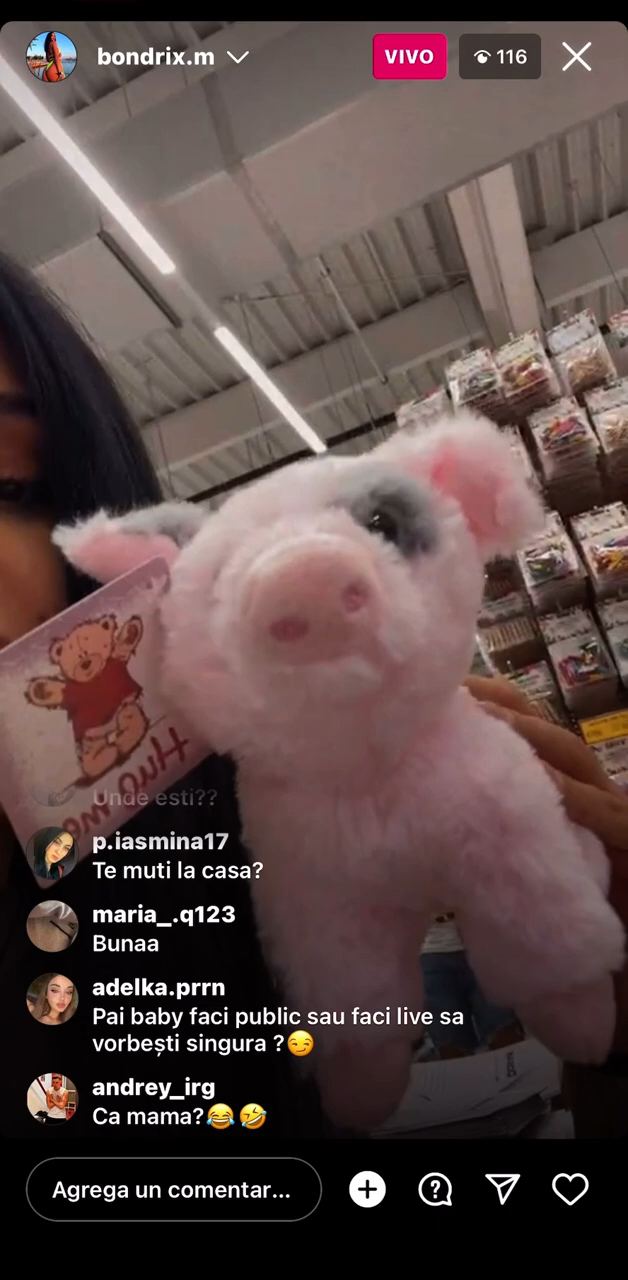 bondrix.m
VIVO
116
Unde esti??
p.iasmina17
Te muti la casa?
maria_.q123
Bunaa
adelka.prrn
Pai baby faci public sau faci live sa
vorbești singura ?😏
andrey_irg
Ca mama?😂🤣
Agrega un comentar...